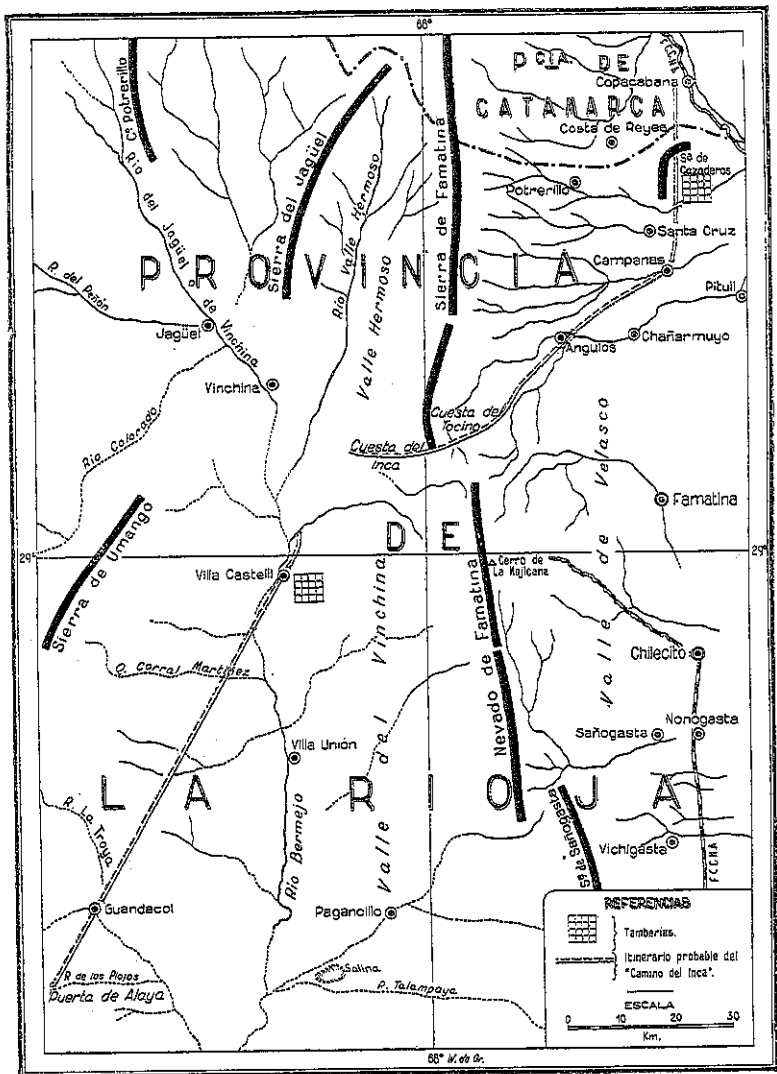 68°
Pcia. DE
CATAMARCA
F.C.C.N.A.
Copacabana
Costa de Reyes
Cº Potrerillo
Sierra del Jagüel
Sierra de Famatina
Sª de Cazaderos
Potrerillo
Río Valle Hermoso
Santa Cruz
Río del Jagüel o de Vinchina
PROVINCIA
Campanas
R. del Peñón
Pituil
Jagüel
Valle Hermoso
Angulos
Chañarmuyo
Vinchina
Cuesta del Tocino
Río Colorado
Cuesta del Inca
Valle de Velasco
Famatina
Sierra de Umango
DE
29°
29°
Villa Castelli
Cerro de
La Mejicana
Nevado de Famatina
Valle del Vinchina
Chilecito
Q. Corral Martínez
Sañogasta
Nonogasta
Villa Unión
LA RIOJA
R. La Troya
Río Bermejo
Sª de Sañogasta
Vichigasta
F.C.C.N.A.
Guandacol
Pagancillo
R. de los Piojos
Puerta de Alaya
Salina
R. Talampaya
REFERENCIAS
Tamberías.
Itinerario probable del
"Camino del Inca".
ESCALA
0 10 20 30
Km.
68° W. de Gr.